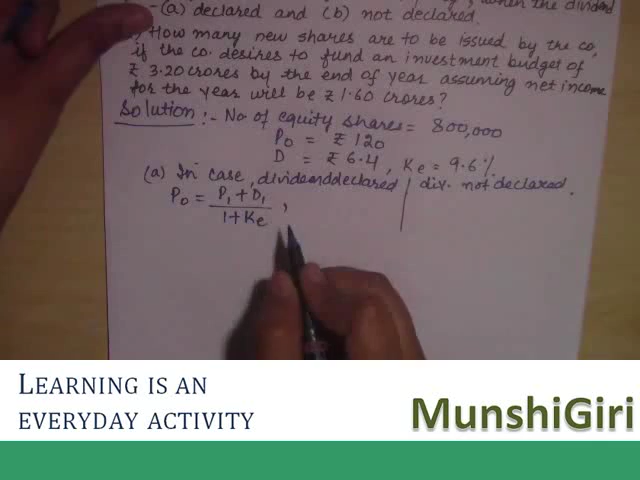 , when the dividend
-(a) declared and (b) not declared.
How many new shares are to be issued by the co,
if the co. desires to fund an investment budget of
₹ 3.20 crores by the end of year assuming net income
for the year will be ₹ 1.60 crores?
Solution :- No of equity shares = 800,000
P0 = ₹ 120
D = ₹ 6.4, Ke = 9.6%
(a) In case, dividend declared | div. not declared.
P0 = P1 + D1 / 1 + Ke ,
LEARNING IS AN
EVERYDAY ACTIVITY
MunshiGiri